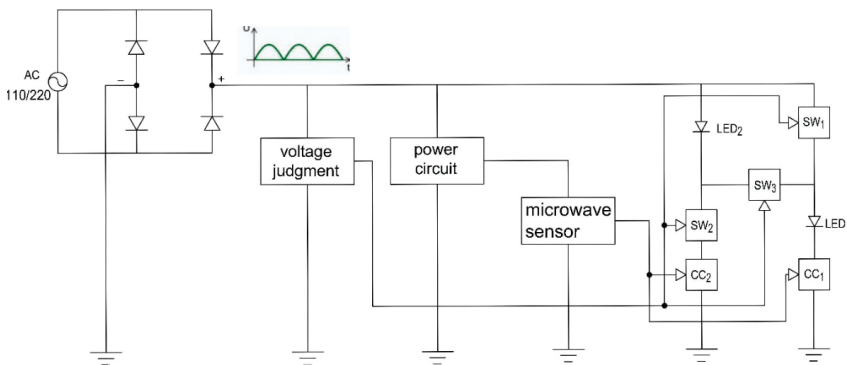 U
t
AC
110/220
−
+
voltage
judgment
power
circuit
microwave
sensor
LED2
SW1
SW3
SW2
LED
CC2
CC1